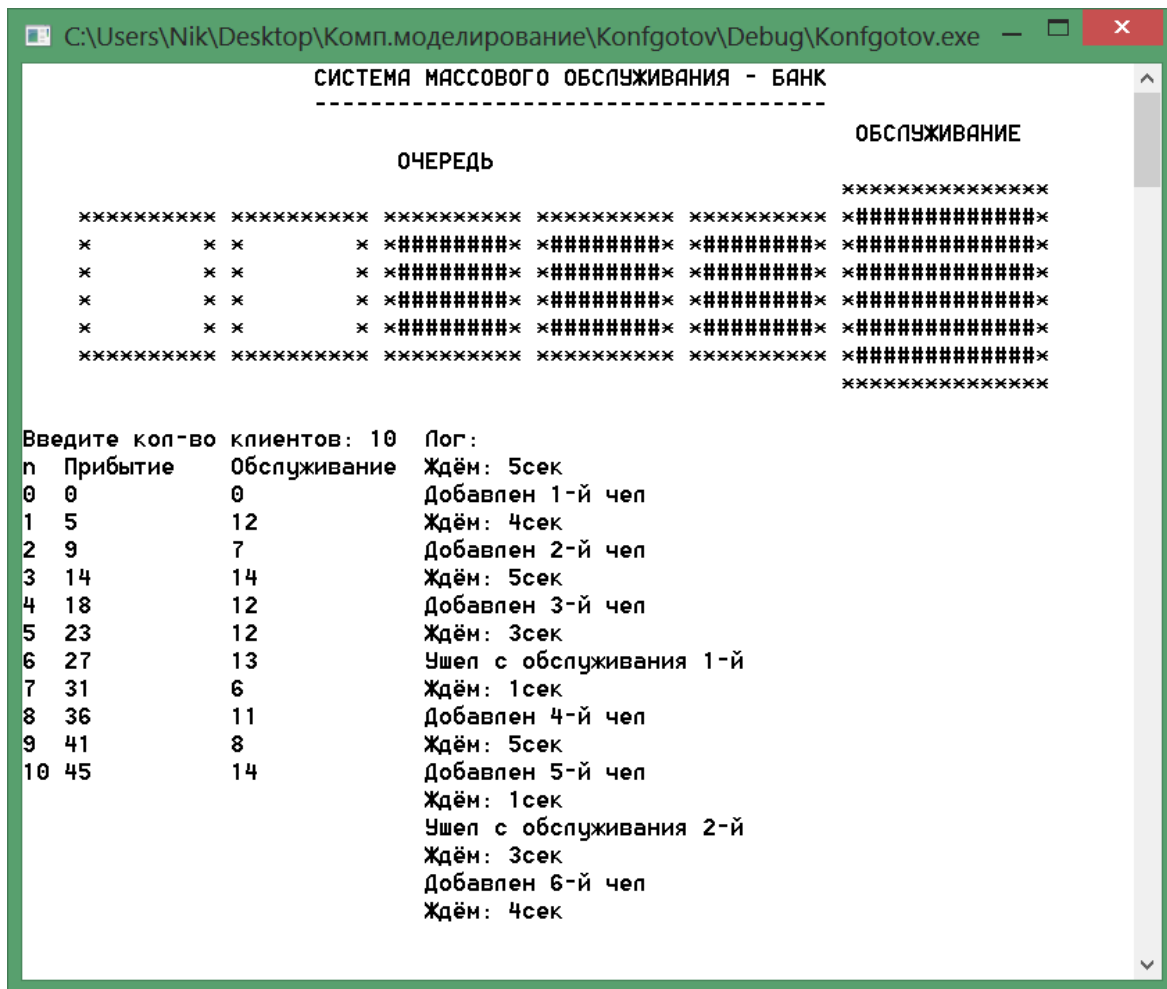 C:\Users\Nik\Desktop\Комп.моделирование\Konfgotov\Debug\Konfgotov.exe
СИСТЕМА МАССОВОГО ОБСЛУЖИВАНИЯ - БАНК
-------------------------------------
ОБСЛУЖИВАНИЕ
ОЧЕРЕДЬ
***************
********** ********** ********** ********** ********** *#############*
*        * *        * *########* *########* *########* *#############*
*        * *        * *########* *########* *########* *#############*
*        * *        * *########* *########* *########* *#############*
*        * *        * *########* *########* *########* *#############*
********** ********** ********** ********** ********** *#############*
***************
Введите кол-во клиентов: 10 Лог:
n Прибытие Обслуживание Ждём: 5сек
0 0 0 Добавлен 1-й чел
1 5 12 Ждём: 4сек
2 9 7 Добавлен 2-й чел
3 14 14 Ждём: 5сек
4 18 12 Добавлен 3-й чел
5 23 12 Ждём: 3сек
6 27 13 Ушел с обслуживания 1-й
7 31 6 Ждём: 1сек
8 36 11 Добавлен 4-й чел
9 41 8 Ждём: 5сек
10 45 14 Добавлен 5-й чел
Ждём: 1сек
Ушел с обслуживания 2-й
Ждём: 3сек
Добавлен 6-й чел
Ждём: 4сек